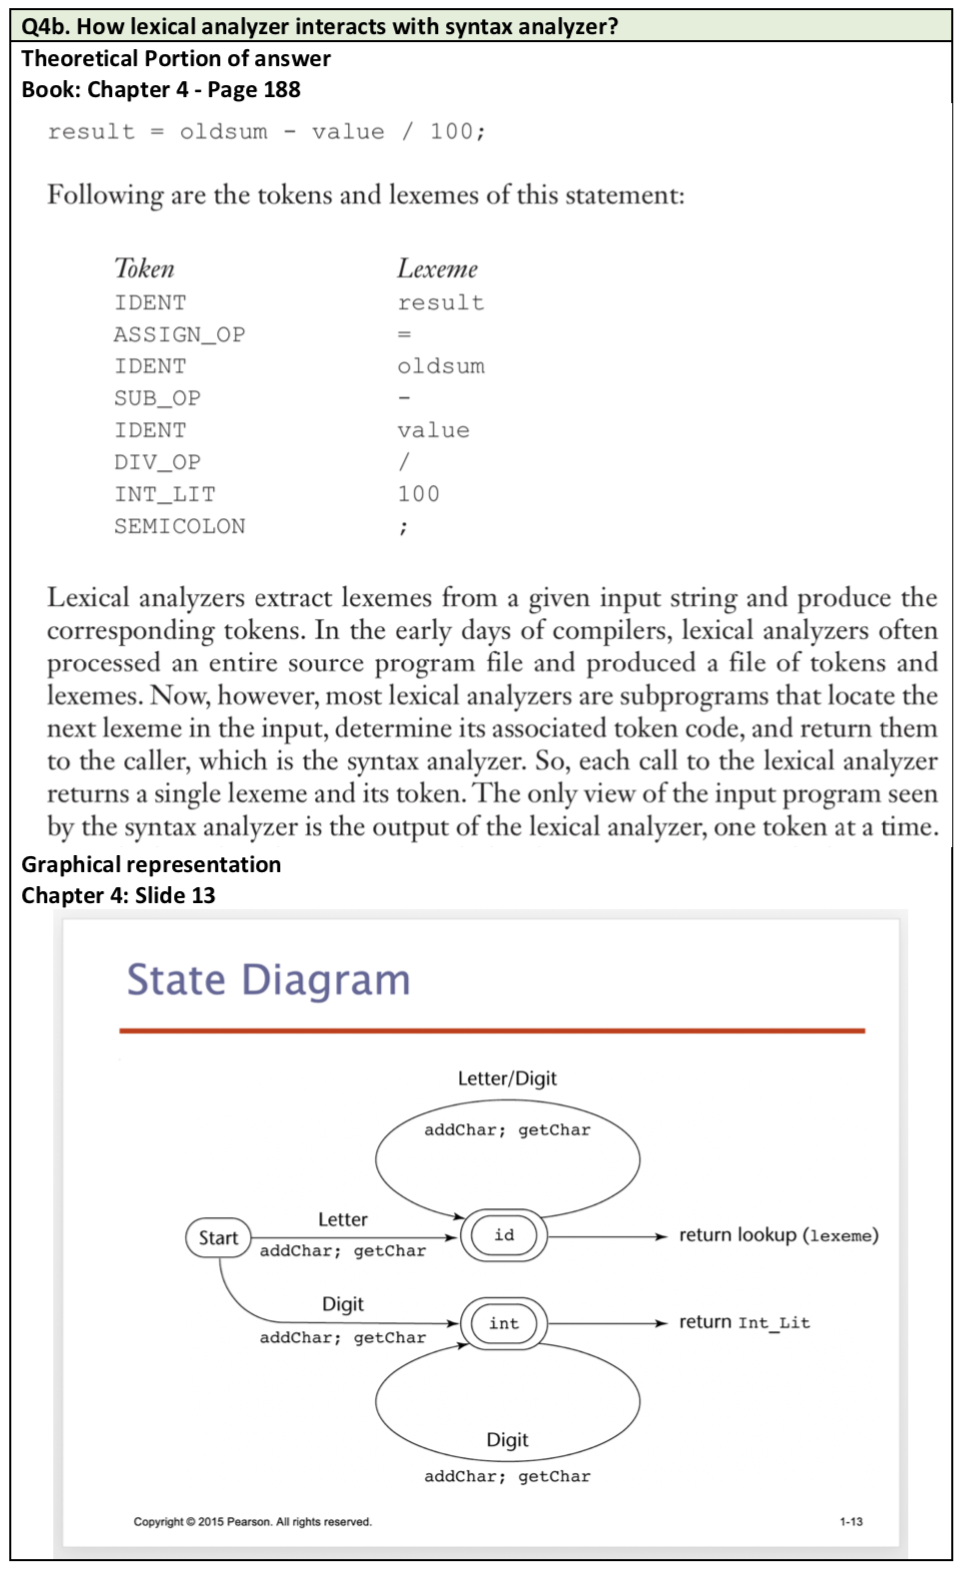 Q4b. How lexical analyzer interacts with syntax analyzer?
Theoretical Portion of answer
Book: Chapter 4 - Page 188
result = oldsum - value / 100;
Following are the tokens and lexemes of this statement:
Token Lexeme
IDENT result
ASSIGN_OP =
IDENT oldsum
SUB_OP -
IDENT value
DIV_OP /
INT_LIT 100
SEMICOLON ;
Lexical analyzers extract lexemes from a given input string and produce the
corresponding tokens. In the early days of compilers, lexical analyzers often
processed an entire source program file and produced a file of tokens and
lexemes. Now, however, most lexical analyzers are subprograms that locate the
next lexeme in the input, determine its associated token code, and return them
to the caller, which is the syntax analyzer. So, each call to the lexical analyzer
returns a single lexeme and its token. The only view of the input program seen
by the syntax analyzer is the output of the lexical analyzer, one token at a time.
Graphical representation
Chapter 4: Slide 13
State Diagram
Letter/Digit
addChar; getChar
Letter
Start
addChar; getChar
id
return lookup (lexeme)
Digit
addChar; getChar
int
return Int_Lit
Digit
addChar; getChar
Copyright © 2015 Pearson. All rights reserved.
1-13